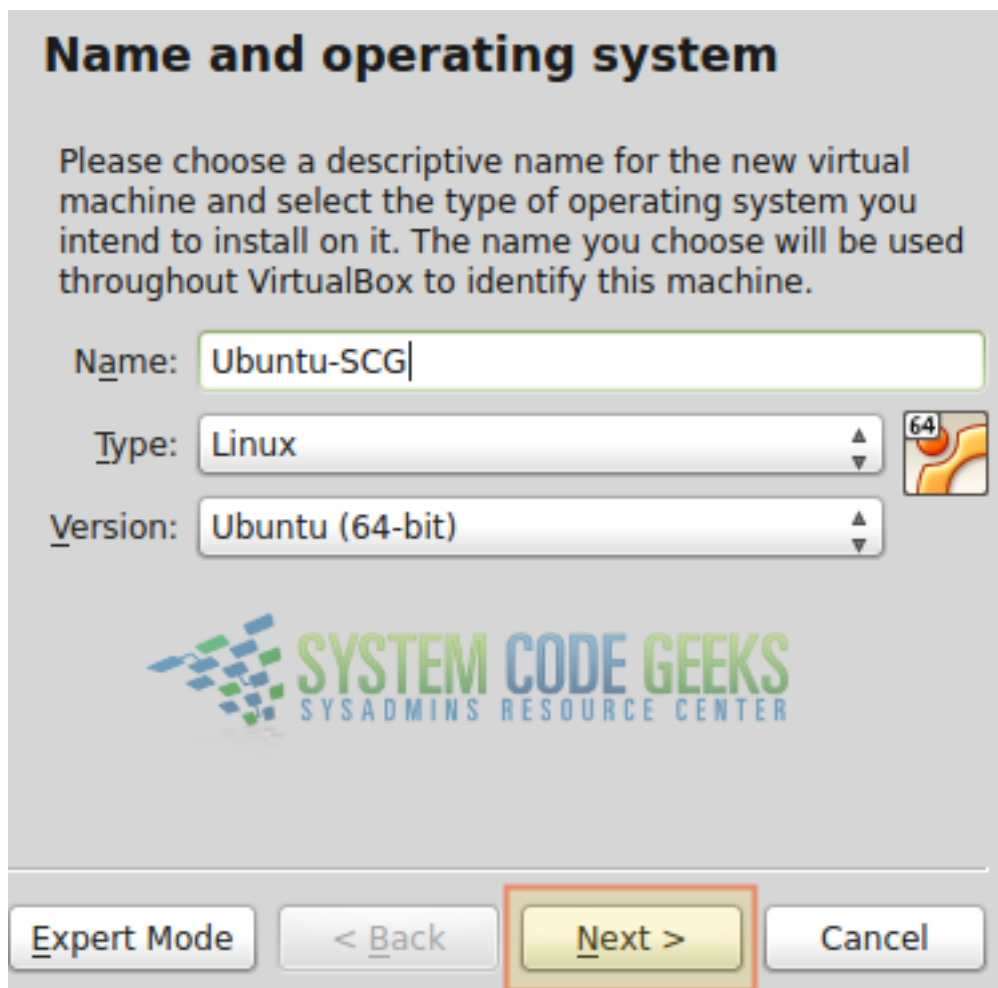 Name and operating system
Please choose a descriptive name for the new virtual
machine and select the type of operating system you
intend to install on it. The name you choose will be used
throughout VirtualBox to identify this machine.
Name: Ubuntu-SCG
Type: Linux
64
Version: Ubuntu (64-bit)
SYSTEM CODE GEEKS
SYSADMINS RESOURCE CENTER
Expert Mode < Back Next > Cancel